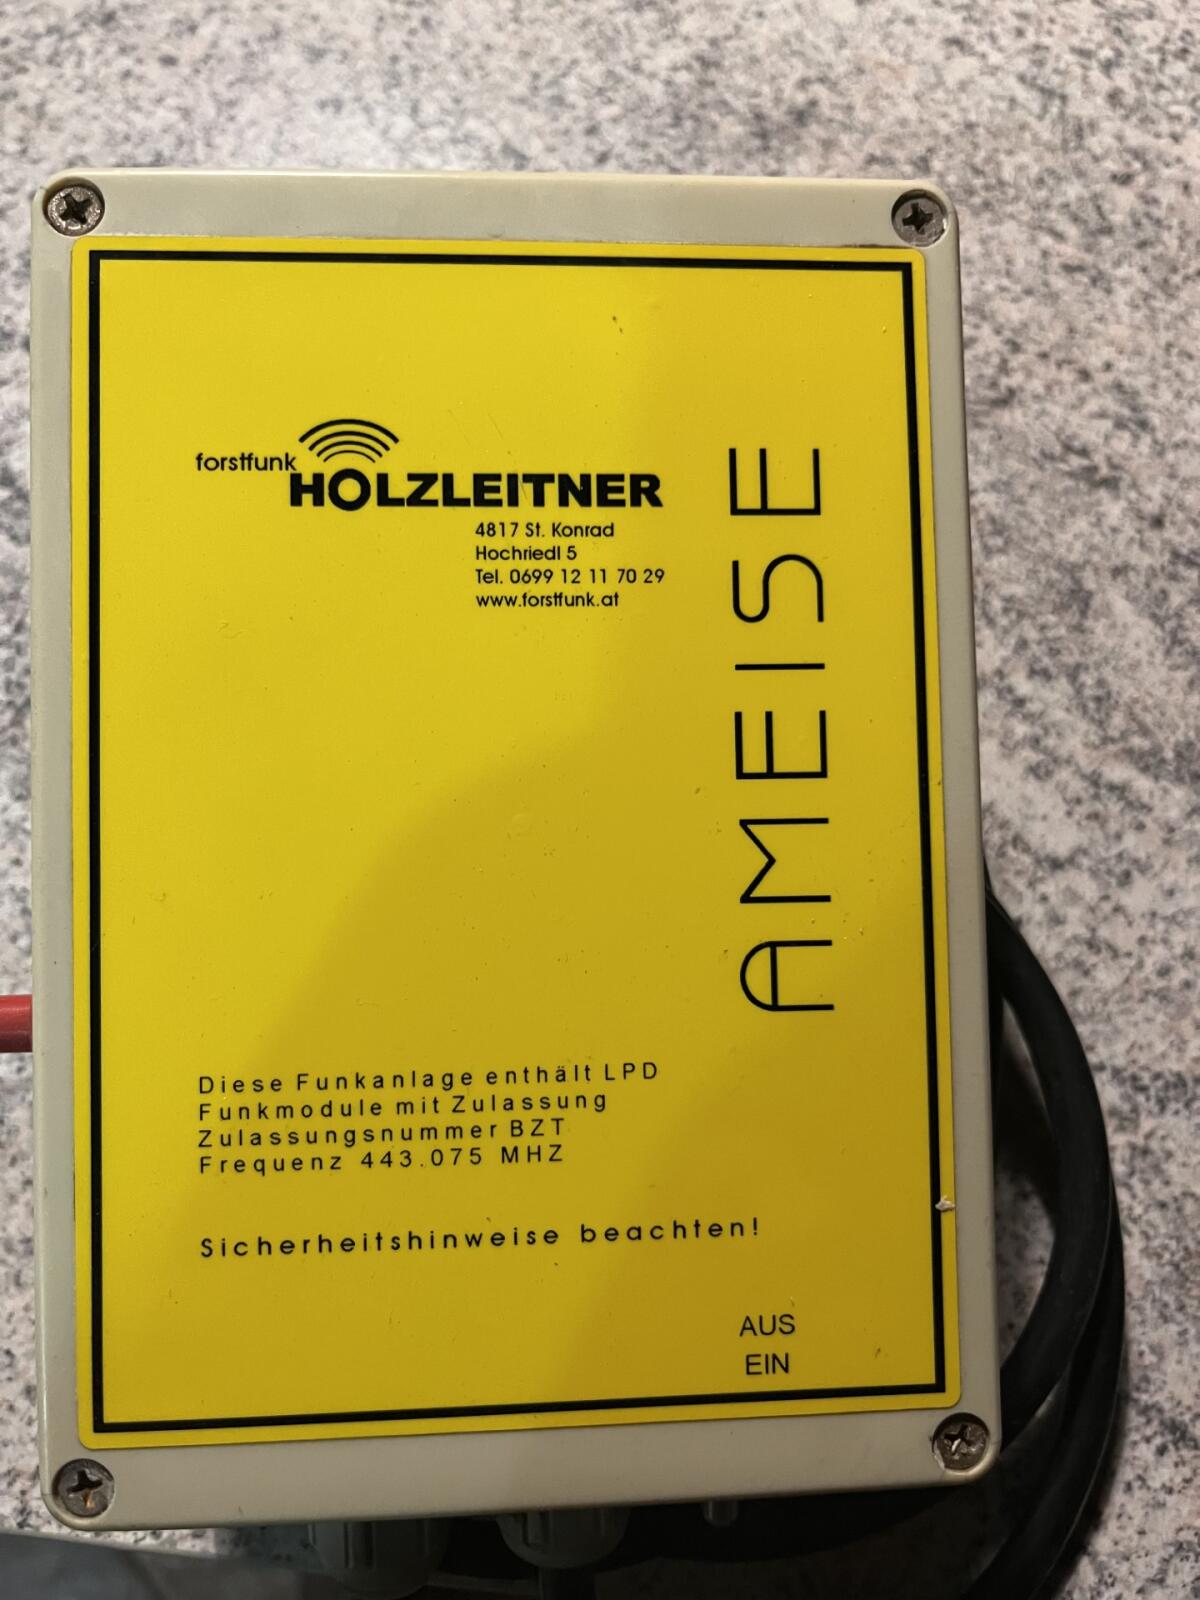 forstfunk
HOLZLEITNER
4817 St. Konrad
Hochriedl 5
Tel. 0699 12 11 70 29
www.forstfunk.at
AMEISE
Diese Funkanlage enthält LPD
Funkmodule mit Zulassung
Zulassungsnummer BZT
Frequenz 443.075 MHZ
Sicherheitshinweise beachten!
AUS
EIN